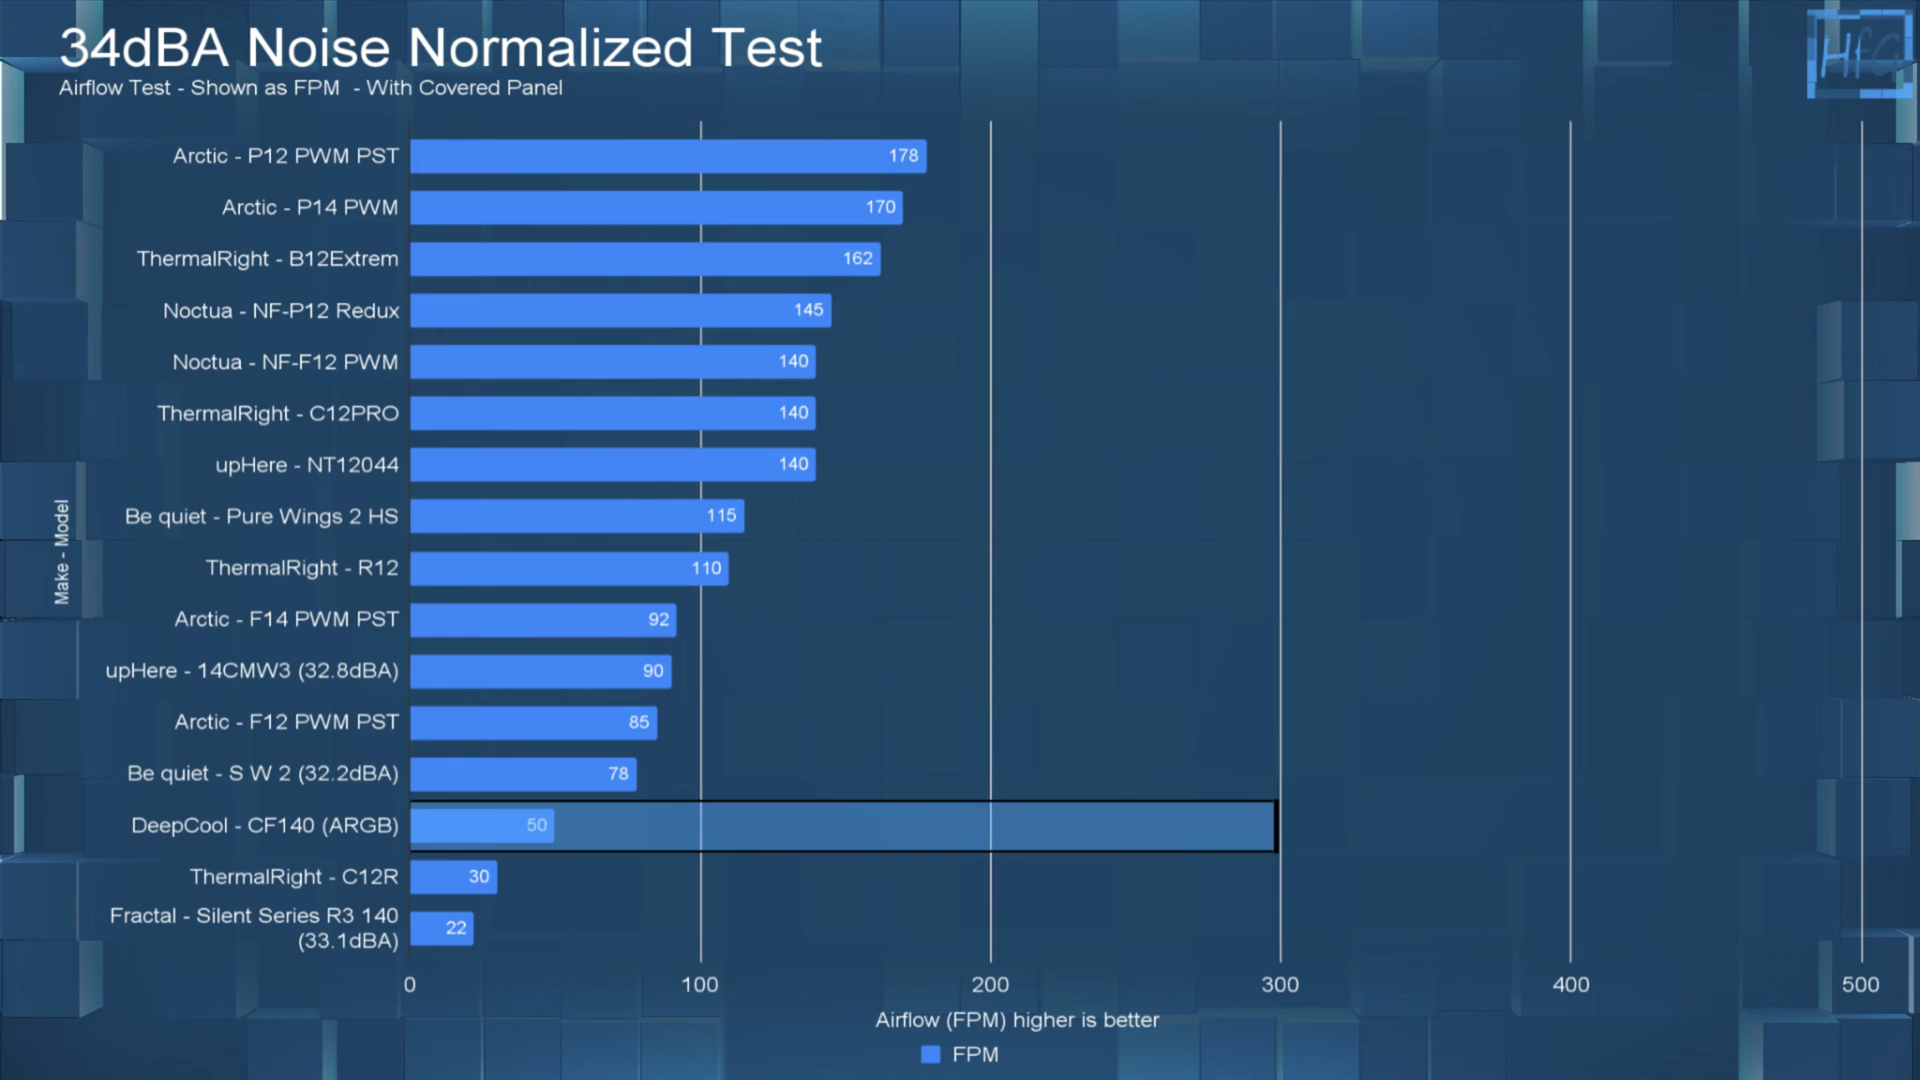 34dBA Noise Normalized Test
Airflow Test - Shown as FPM - With Covered Panel
HfG
Make - Model
Arctic - P12 PWM PST 178
Arctic - P14 PWM 170
ThermalRight - B12Extrem 162
Noctua - NF-P12 Redux 145
Noctua - NF-F12 PWM 140
ThermalRight - C12PRO 140
upHere - NT12044 140
Be quiet - Pure Wings 2 HS 115
ThermalRight - R12 110
Arctic - F14 PWM PST 92
upHere - 14CMW3 (32.8dBA) 90
Arctic - F12 PWM PST 85
Be quiet - S W 2 (32.2dBA) 78
DeepCool - CF140 (ARGB) 50
ThermalRight - C12R 30
Fractal - Silent Series R3 140
(33.1dBA) 22
0 100 200 300 400 500
Airflow (FPM) higher is better
FPM